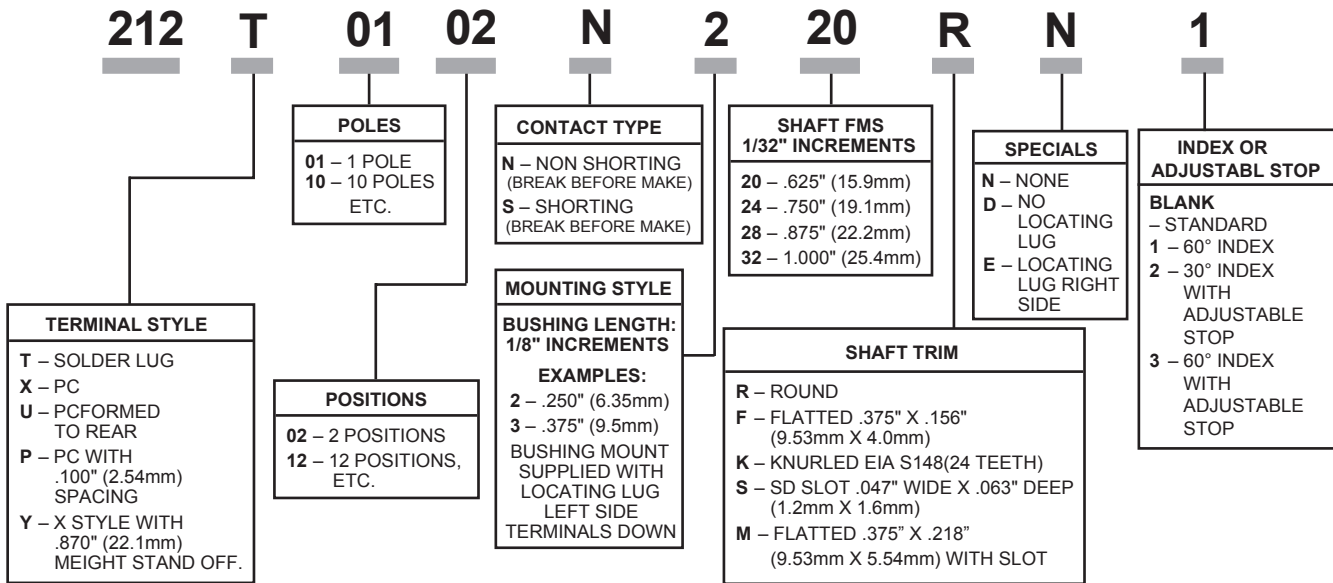 212 T 01 02 N 2 20 R N 1
POLES
01 – 1 POLE
10 – 10 POLES
ETC.
CONTACT TYPE
N – NON SHORTING
(BREAK BEFORE MAKE)
S – SHORTING
(BREAK BEFORE MAKE)
SHAFT FMS
1/32" INCREMENTS
20 – .625" (15.9mm)
24 – .750" (19.1mm)
28 – .875" (22.2mm)
32 – 1.000" (25.4mm)
SPECIALS
N – NONE
D – NO
LOCATING
LUG
E – LOCATING
LUG RIGHT
SIDE
INDEX OR
ADJUSTABL STOP
BLANK
– STANDARD
1 – 60° INDEX
2 – 30° INDEX
WITH
ADJUSTABLE
STOP
3 – 60° INDEX
WITH
ADJUSTABLE
STOP
TERMINAL STYLE
T – SOLDER LUG
X – PC
U – PCFORMED
TO REAR
P – PC WITH
.100" (2.54mm)
SPACING
Y – X STYLE WITH
.870" (22.1mm)
MEIGHT STAND OFF.
POSITIONS
02 – 2 POSITIONS
12 – 12 POSITIONS,
ETC.
MOUNTING STYLE
BUSHING LENGTH:
1/8" INCREMENTS
EXAMPLES:
2 – .250" (6.35mm)
3 – .375" (9.5mm)
BUSHING MOUNT
SUPPLIED WITH
LOCATING LUG
LEFT SIDE
TERMINALS DOWN
SHAFT TRIM
R – ROUND
F – FLATTED .375" X .156"
(9.53mm X 4.0mm)
K – KNURLED EIA S148(24 TEETH)
S – SD SLOT .047" WIDE X .063" DEEP
(1.2mm X 1.6mm)
M – FLATTED .375” X .218”
(9.53mm X 5.54mm) WITH SLOT